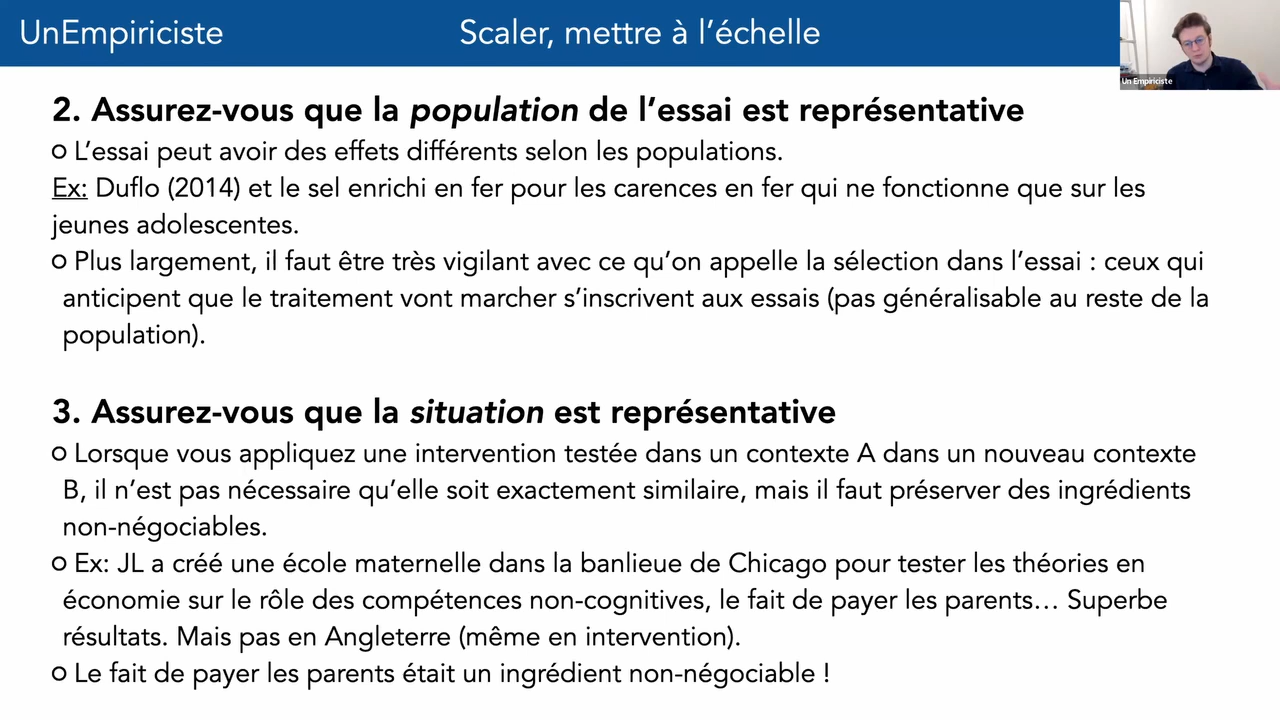 UnEmpiriciste
Scaler, mettre à l’échelle
Un Empiriciste
2. Assurez-vous que la population de l’essai est représentative
L’essai peut avoir des effets différents selon les populations.
Ex: Duflo (2014) et le sel enrichi en fer pour les carences en fer qui ne fonctionne que sur les
jeunes adolescentes.
Plus largement, il faut être très vigilant avec ce qu’on appelle la sélection dans l’essai : ceux qui
anticipent que le traitement vont marcher s’inscrivent aux essais (pas généralisable au reste de la
population).
3. Assurez-vous que la situation est représentative
Lorsque vous appliquez une intervention testée dans un contexte A dans un nouveau contexte
B, il n’est pas nécessaire qu’elle soit exactement similaire, mais il faut préserver des ingrédients
non-négociables.
Ex: JL a créé une école maternelle dans la banlieue de Chicago pour tester les théories en
économie sur le rôle des compétences non-cognitives, le fait de payer les parents… Superbe
résultats. Mais pas en Angleterre (même en intervention).
Le fait de payer les parents était un ingrédient non-négociable !